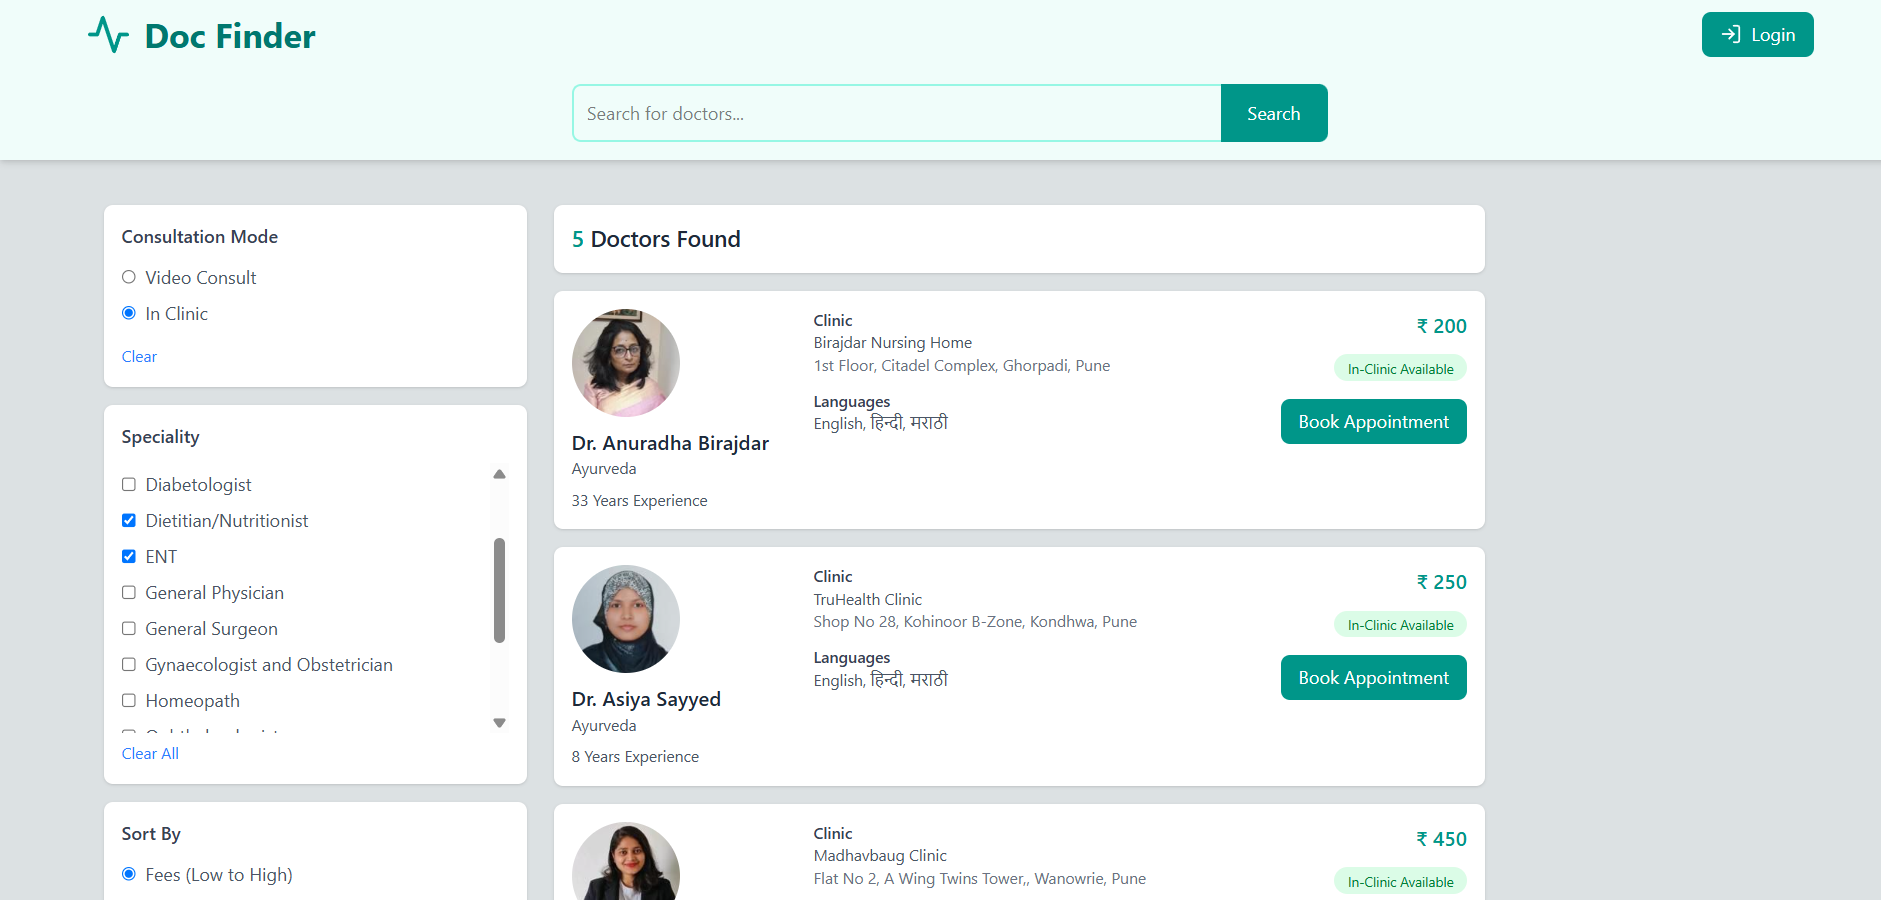 Doc Finder
Login
Search for doctors...
Search
Consultation Mode
Video Consult
In Clinic
Clear
Speciality
Diabetologist
Dietitian/Nutritionist
ENT
General Physician
General Surgeon
Gynaecologist and Obstetrician
Homeopath
Clear All
Sort By
Fees (Low to High)
5 Doctors Found
Dr. Anuradha Birajdar
Ayurveda
33 Years Experience
Clinic
Birajdar Nursing Home
1st Floor, Citadel Complex, Ghorpadi, Pune
Languages
English, हिन्दी, मराठी
₹ 200
In-Clinic Available
Book Appointment
Dr. Asiya Sayyed
Ayurveda
8 Years Experience
Clinic
TruHealth Clinic
Shop No 28, Kohinoor B-Zone, Kondhwa, Pune
Languages
English, हिन्दी, मराठी
₹ 250
In-Clinic Available
Book Appointment
Clinic
Madhavbaug Clinic
Flat No 2, A Wing Twins Tower,, Wanowrie, Pune
₹ 450
In-Clinic Available